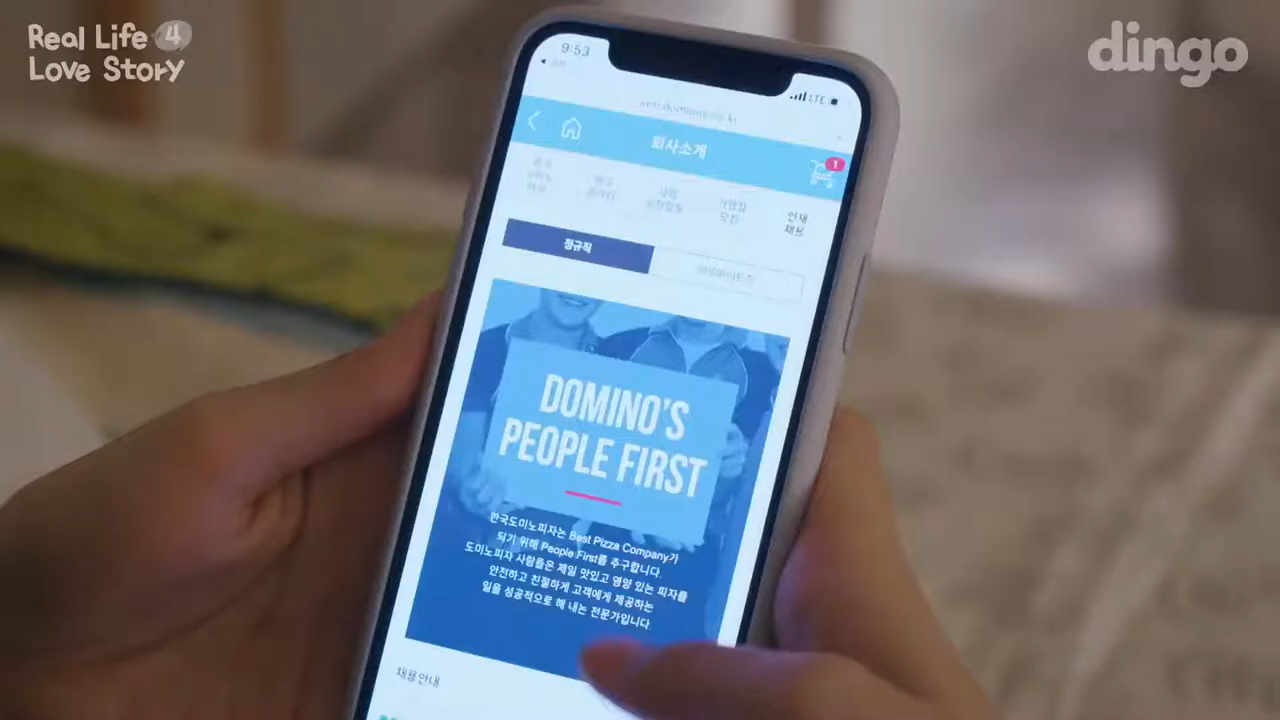 Real Life 4
Love Story
dingo
9:53
LTE
회사소개
1
인재
채용
정규직
DOMINO'S
PEOPLE FIRST
한국도미노피자는 Best Pizza Company가
되기 위해 People First를 추구합니다.
도미노피자 사람들은 제일 맛있고 영양 있는 피자를
안전하고 친절하게 고객에게 제공하는
일을 성공적으로 해 내는 전문가입니다.
채용안내